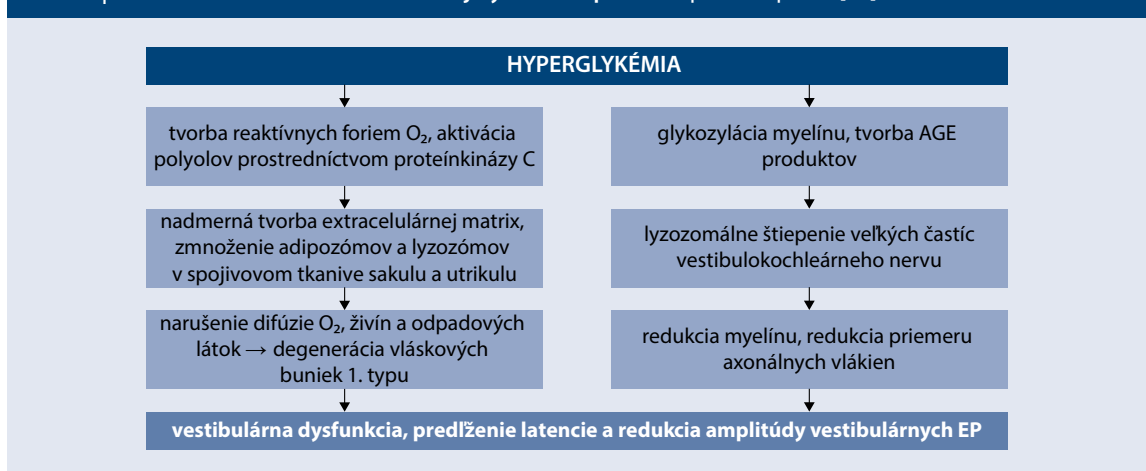 HYPERGLYKÉMIA
tvorba reaktívnych foriem O₂, aktivácia
polyolov prostredníctvom proteínkinázy C
glykozylácia myelínu, tvorba AGE
produktov
nadmerná tvorba extracelulárnej matrix,
zmnoženie adipozómov a lyzozómov
v spojivovom tkanive sakulu a utrikulu
lyzozomálne štiepenie veľkých častíc
vestibulokochleárneho nervu
narušenie difúzie O₂, živín a odpadových
látok → degenerácia vláskových
buniek 1. typu
redukcia myelínu, redukcia priemeru
axonálnych vlákien
vestibulárna dysfunkcia, predĺženie latencie a redukcia amplitúdy vestibulárnych EP